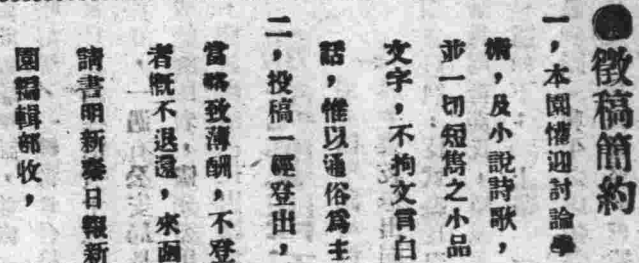 ●徵稿簡約
一，本園懽迎討論學
術，及小說詩歌，
並一切短雋之小品
文字，不拘文言白
話，惟以通俗爲主
二，投稿一經登出，
當略致薄酬，不登
者概不退還，來函
請書明新秦日報新
園編輯部收，